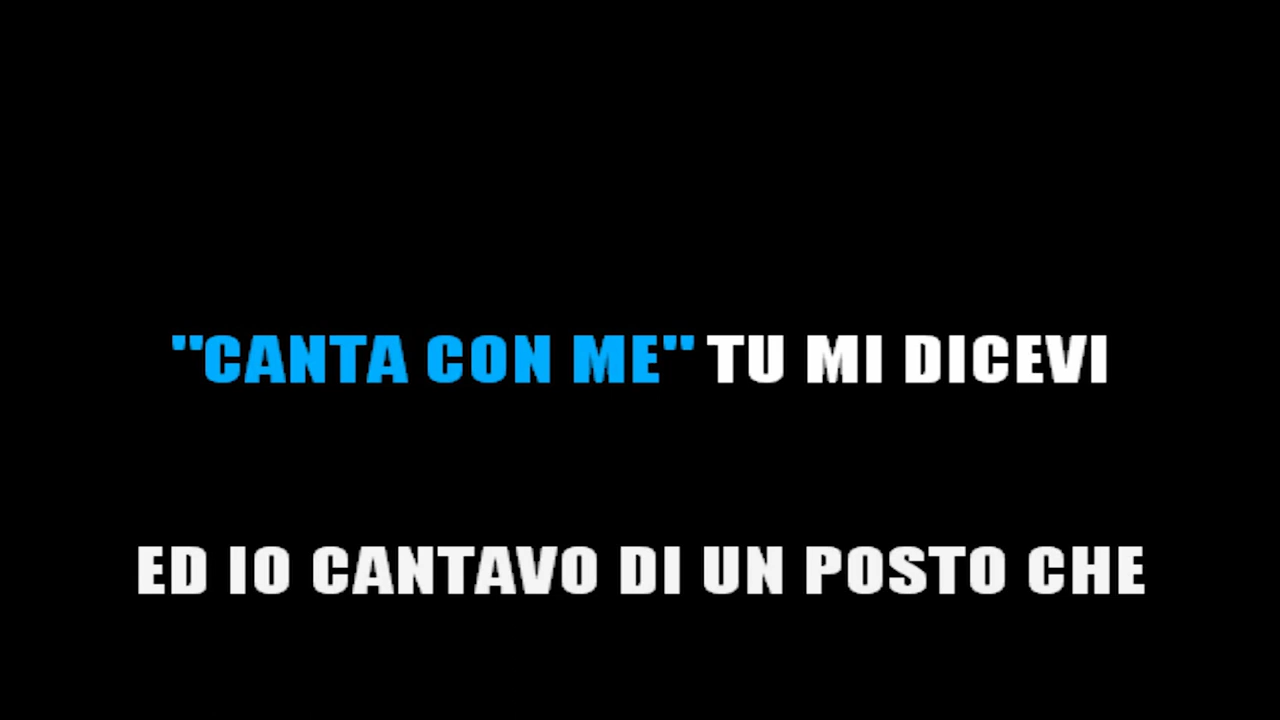 "CANTA CON ME" TU MI DICEVI
ED IO CANTAVO DI UN POSTO CHE